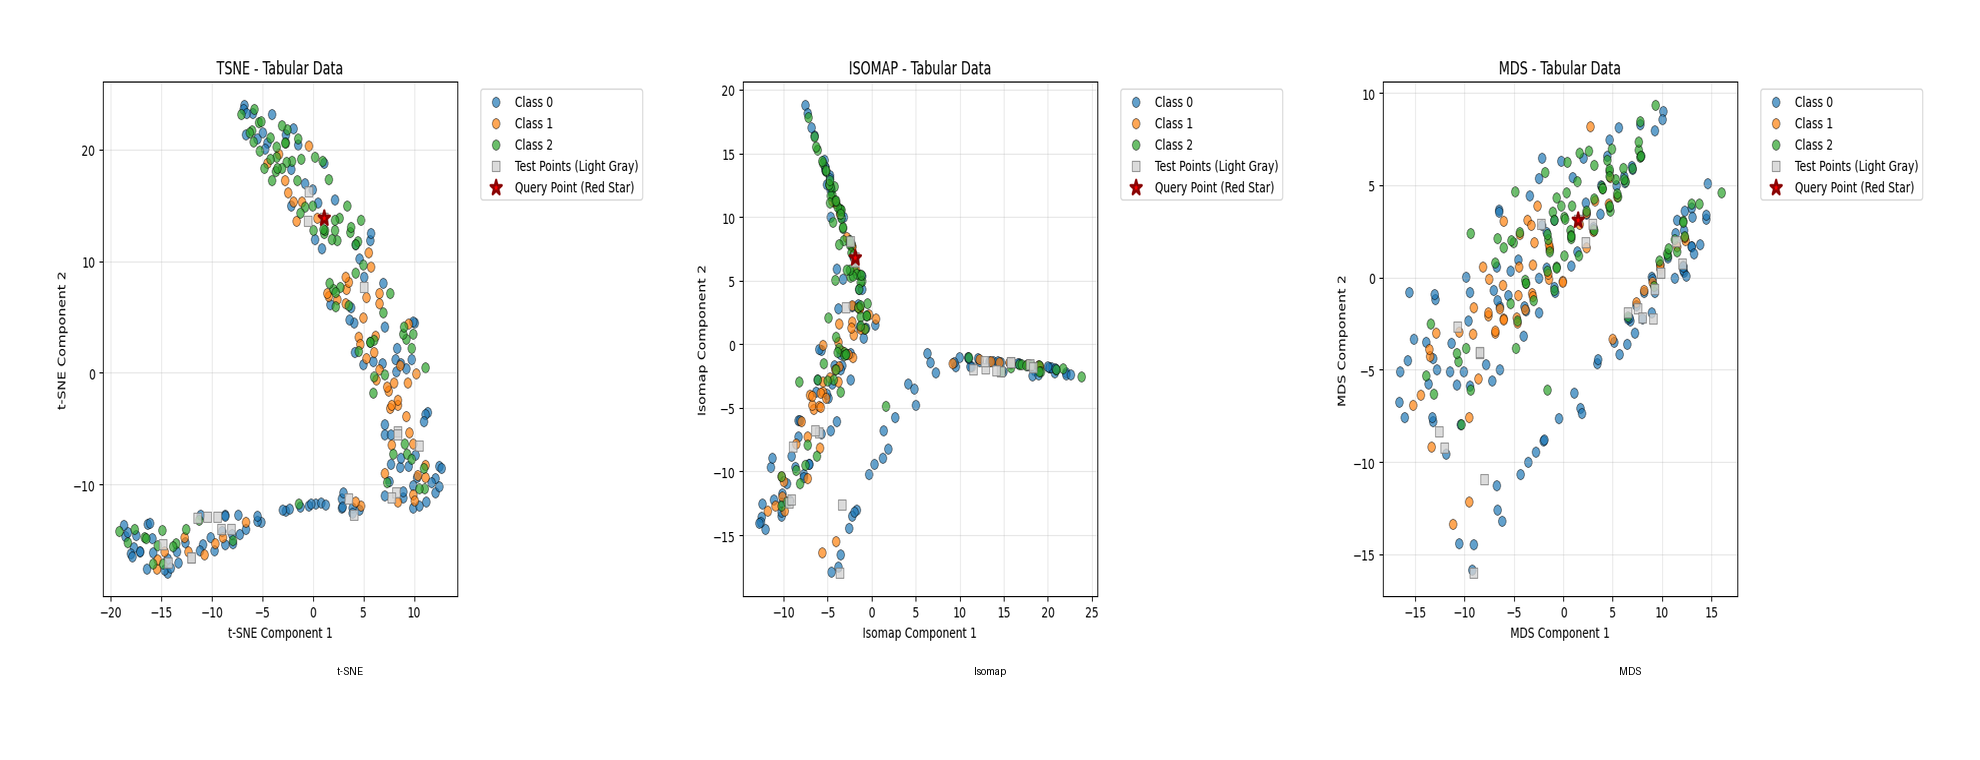 TSNE - Tabular Data
20
10
0
−10
t-SNE Component 2
−20 −15 −10 −5 0 5 10
t-SNE Component 1
Class 0
Class 1
Class 2
Test Points (Light Gray)
Query Point (Red Star)
t-SNE
ISOMAP - Tabular Data
20
15
10
5
0
−5
−10
−15
Isomap Component 2
−10 −5 0 5 10 15 20 25
Isomap Component 1
Class 0
Class 1
Class 2
Test Points (Light Gray)
Query Point (Red Star)
Isomap
MDS - Tabular Data
10
5
0
−5
−10
−15
MDS Component 2
−15 −10 −5 0 5 10 15
MDS Component 1
Class 0
Class 1
Class 2
Test Points (Light Gray)
Query Point (Red Star)
MDS